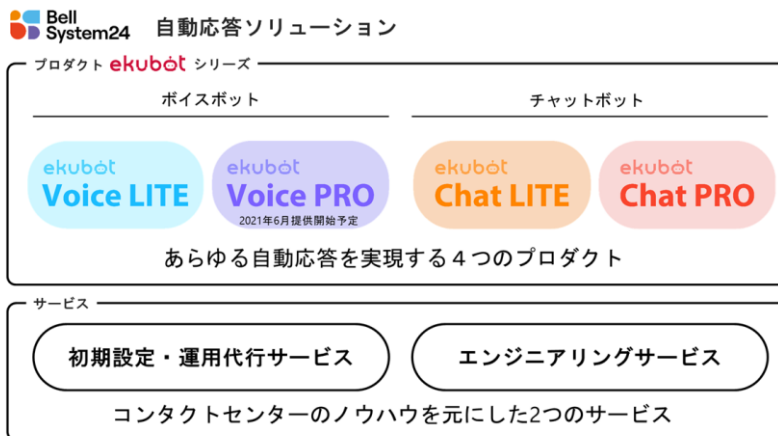 Bell
System24 自動応答ソリューション
プロダクト ekubot シリーズ
ボイスボット チャットボット
ekubot ekubot ekubot ekubot
Voice LITE Voice PRO Chat LITE Chat PRO
2021年6月提供開始予定
あらゆる自動応答を実現する4つのプロダクト
サービス
初期設定・運用代行サービス エンジニアリングサービス
コンタクトセンターのノウハウを元にした2つのサービス